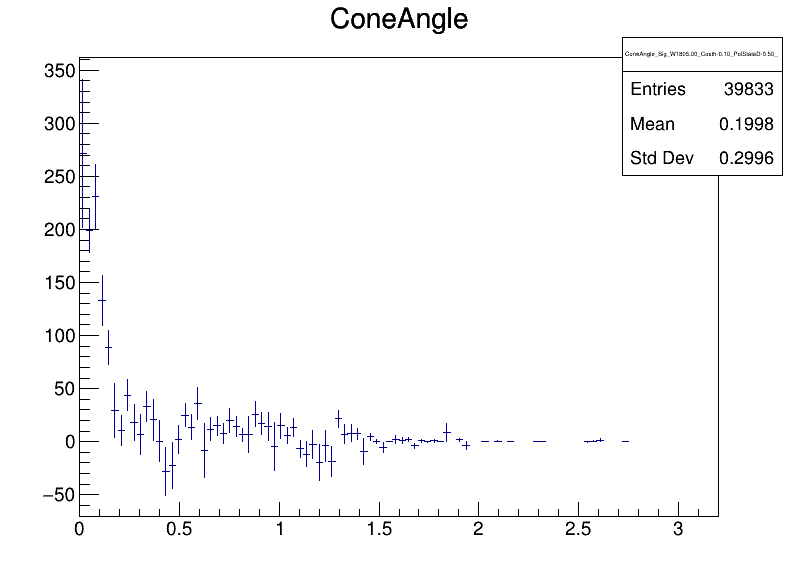 ConeAngle
ConeAngle_Sig_W1805.00_Costh-0.10_PolStateD-0.50_
Entries 39833
Mean 0.1998
Std Dev 0.2996
350
300
250
200
150
100
50
0
−50
0 0.5 1 1.5 2 2.5 3